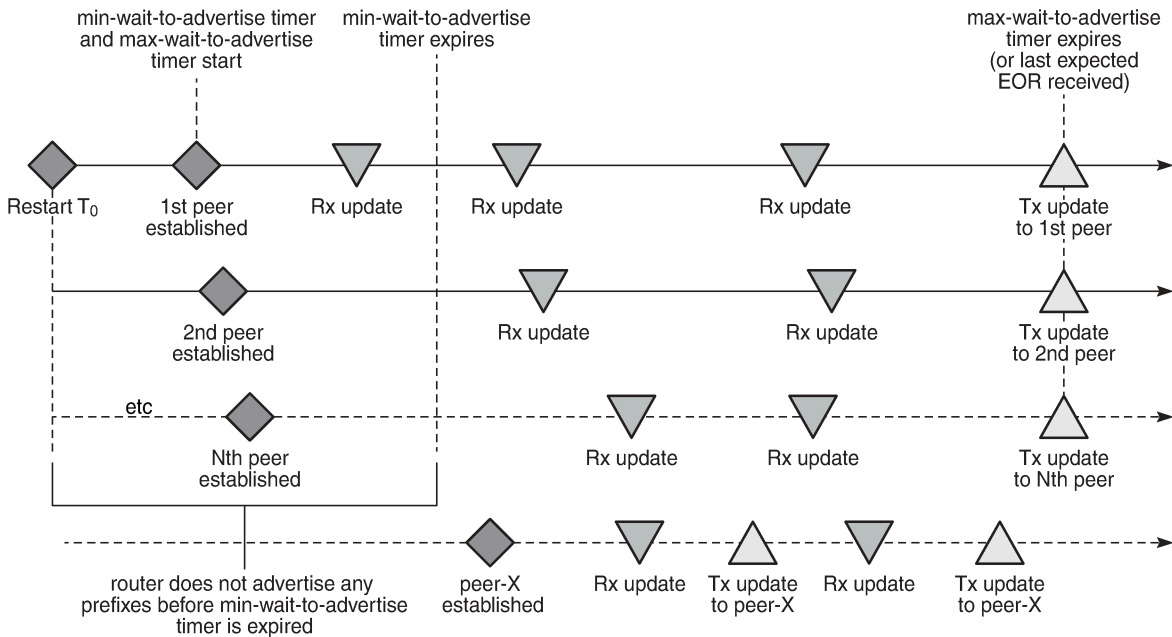 min-wait-to-advertise timer
and max-wait-to-advertise
timer start
min-wait-to-advertise
timer expires
max-wait-to-advertise
timer expires
(or last expected
EOR received)
Restart T₀
1st peer
established
Rx update
Rx update
Rx update
Tx update
to 1st peer
2nd peer
established
Rx update
Rx update
Tx update
to 2nd peer
etc
Nth peer
established
Rx update
Rx update
Tx update
to Nth peer
router does not advertise any
prefixes before min-wait-to-advertise
timer is expired
peer-X
established
Rx update
Tx update
to peer-X
Rx update
Tx update
to peer-X